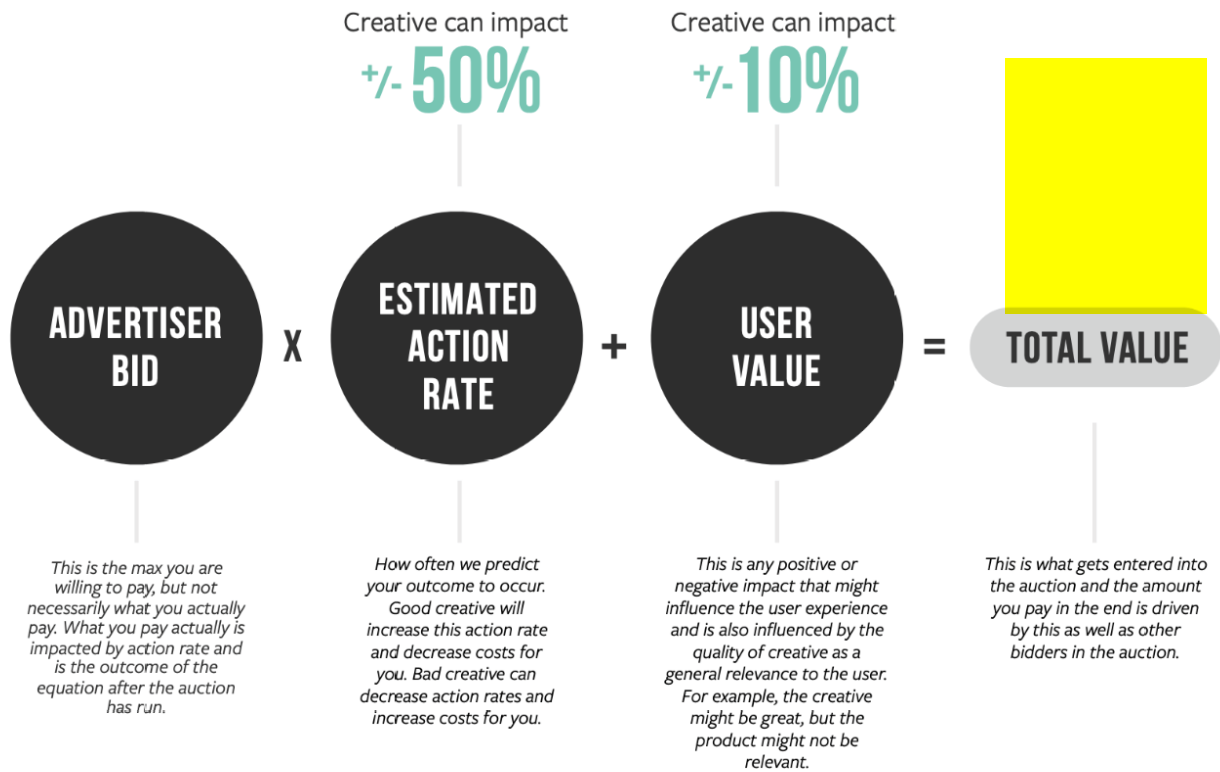 Creative can impact
+/- 50%
Creative can impact
+/- 10%
ADVERTISER
BID
X
ESTIMATED
ACTION
RATE
+
USER
VALUE
=
TOTAL VALUE
This is the max you are
willing to pay, but not
necessarily what you actually
pay. What you pay actually is
impacted by action rate and
is the outcome of the
equation after the auction
has run.
How often we predict
your outcome to occur.
Good creative will
increase this action rate
and decrease costs for
you. Bad creative can
decrease action rates and
increase costs for you.
This is any positive or
negative impact that might
influence the user experience
and is also influenced by the
quality of creative as a
general relevance to the user.
For example, the creative
might be great, but the
product might not be
relevant.
This is what gets entered into
the auction and the amount
you pay in the end is driven
by this as well as other
bidders in the auction.